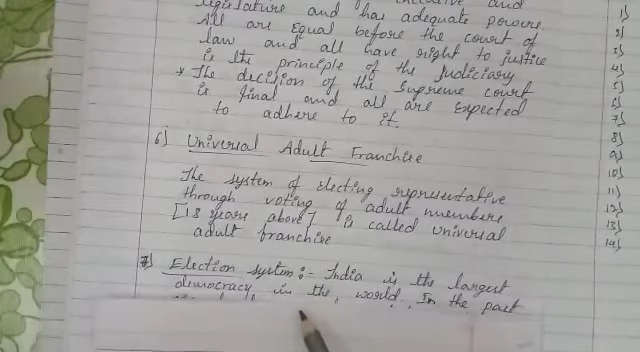 legislature and has adequate powre.
All are Equal before the court of
law and all have right to justice
is the principle of the Judiciary
* The decision of the Supreme court
is final and all are expected
to adhere to it.
6) Universal Adult Franchise
The system of electing representative
through voting of adult members
[18 years above] is called universal
adult franchise
7) Election system:- India is the largest
democracy in the world. In the past
1)
2)
3)
4)
5)
6)
7)
8)
9)
10)
11)
12)
13)
14)